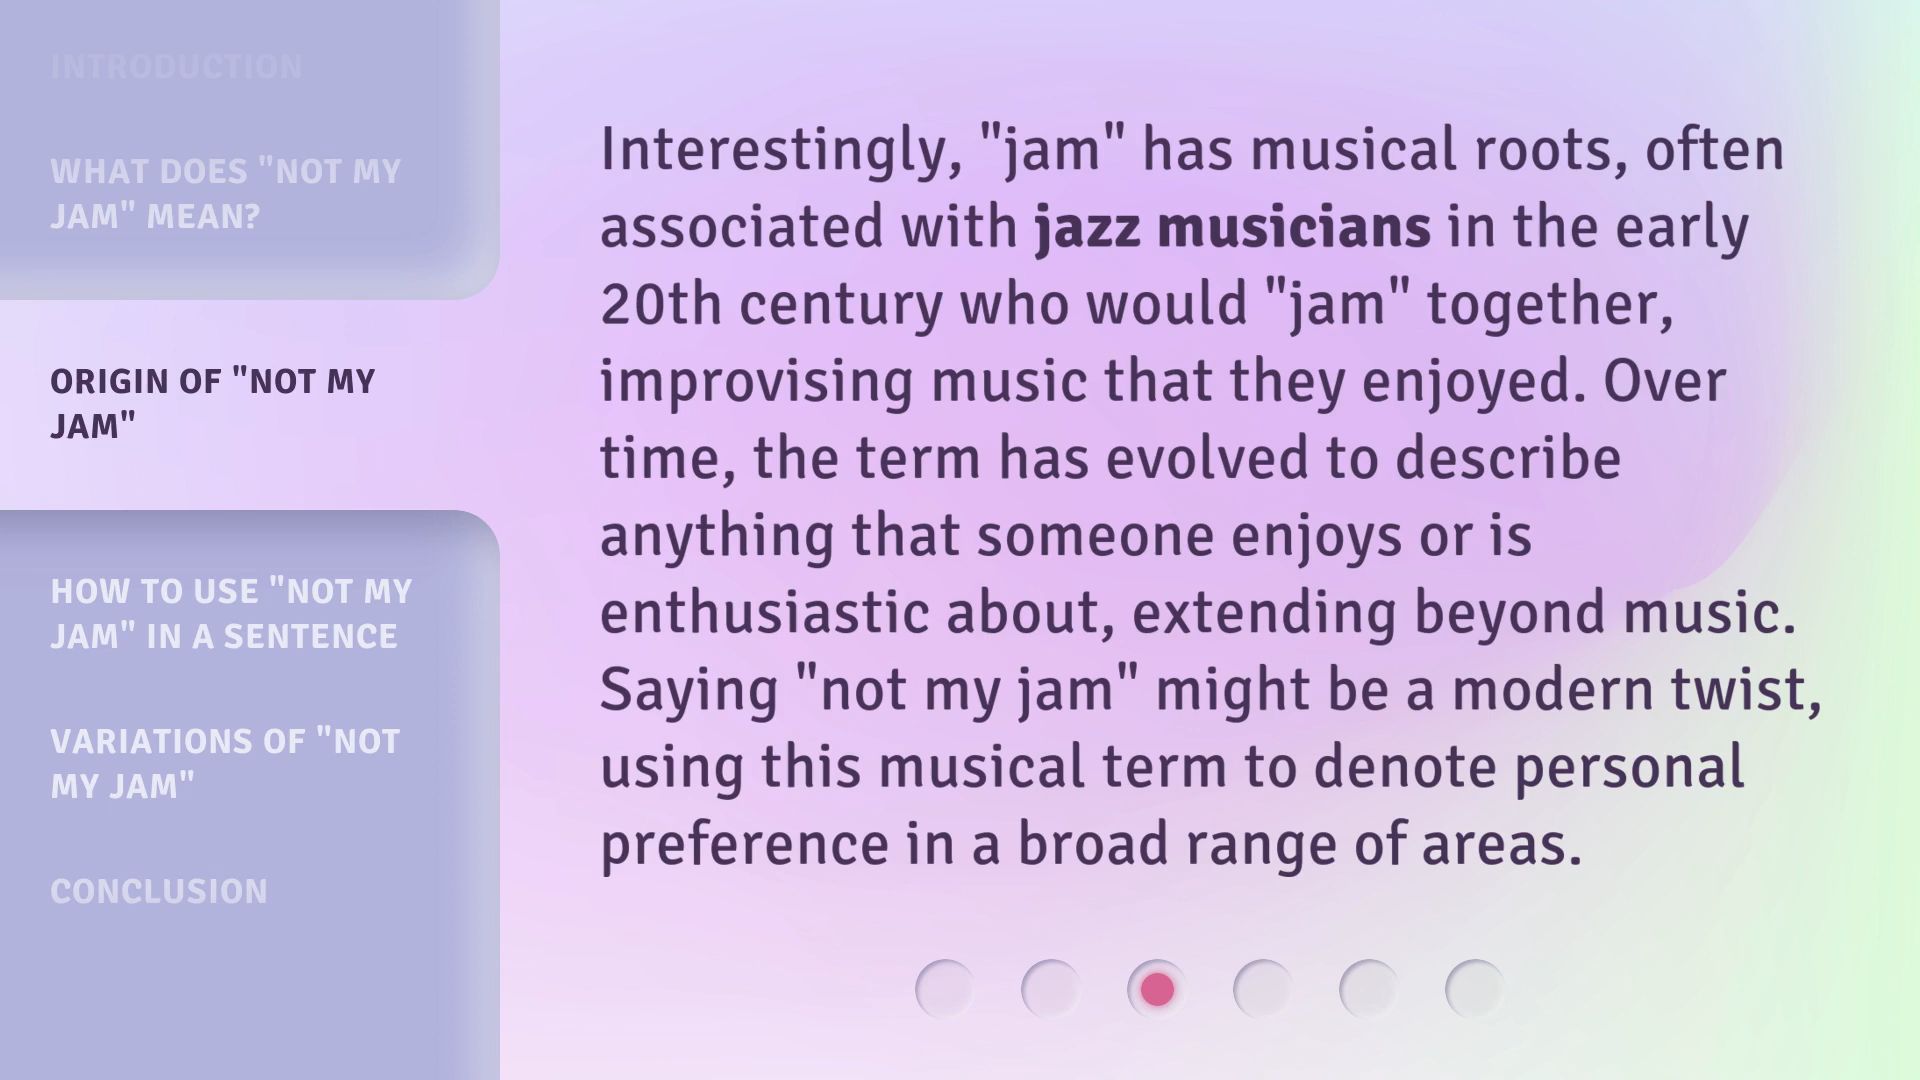 INTRODUCTION
WHAT DOES "NOT MY
JAM" MEAN?
ORIGIN OF "NOT MY
JAM"
HOW TO USE "NOT MY
JAM" IN A SENTENCE
VARIATIONS OF "NOT
MY JAM"
CONCLUSION
Interestingly, "jam" has musical roots, often
associated with jazz musicians in the early
20th century who would "jam" together,
improvising music that they enjoyed. Over
time, the term has evolved to describe
anything that someone enjoys or is
enthusiastic about, extending beyond music.
Saying "not my jam" might be a modern twist,
using this musical term to denote personal
preference in a broad range of areas.